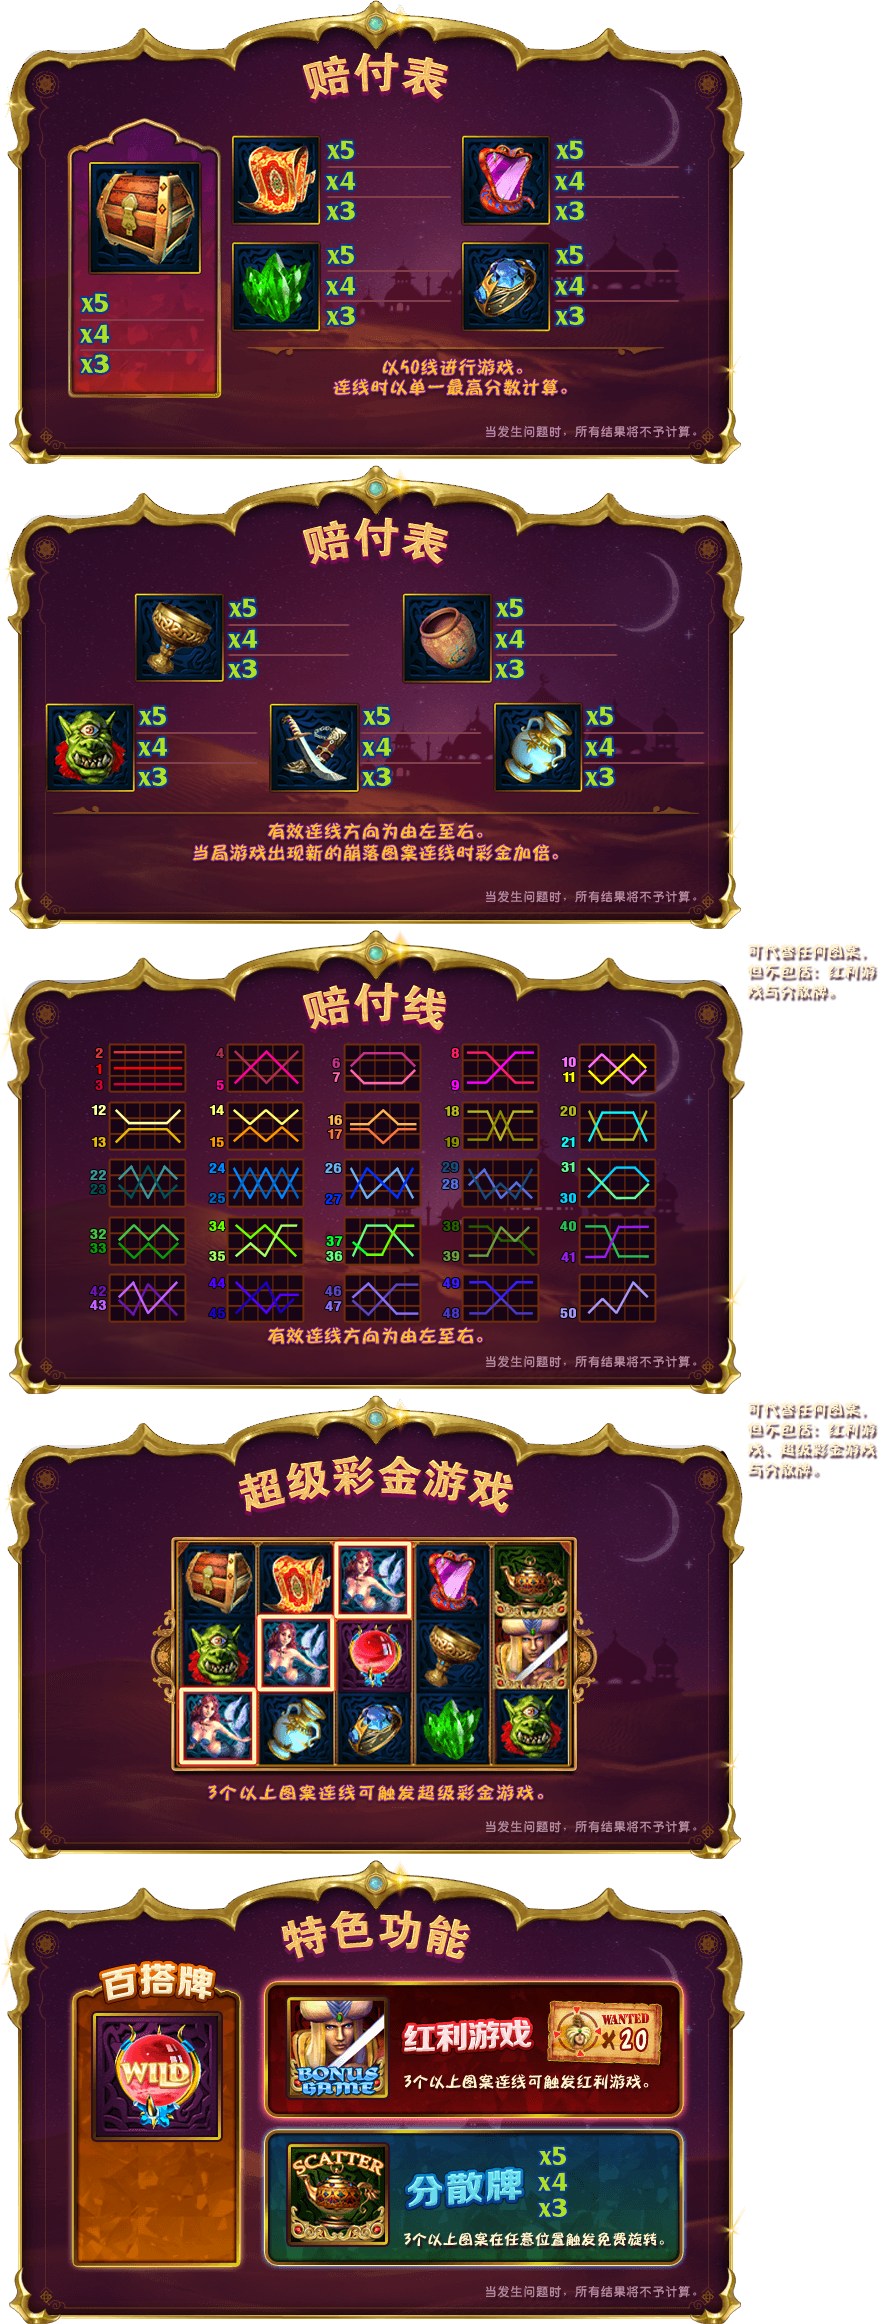 赔付表
x5
x4
x3
x5
x4
x3
x5
x4
x3
x5
x4
x3
x5
x4
x3
以50线进行游戏。
连线时以单一最高分数计算。
当发生问题时，所有结果将不予计算。
赔付表
x5
x4
x3
x5
x4
x3
x5
x4
x3
x5
x4
x3
x5
x4
x3
有效连线方向为由左至右。
当局游戏出现新的崩落图案连线时彩金加倍。
当发生问题时，所有结果将不予计算。
可代替任何图案，
但不包括：红利游
戏与分散牌。
赔付线
2
1
3
4
5
6
7
8
9
10
11
12
13
14
15
16
17
18
19
20
21
22
23
24
25
26
27
29
28
31
30
32
33
34
35
37
36
38
39
40
41
42
43
44
45
46
47
49
48
50
有效连线方向为由左至右。
当发生问题时，所有结果将不予计算。
可代替任何图案，
但不包括：红利游
戏、超级彩金游戏
与分散牌。
超级彩金游戏
3个以上图案连线可触发超级彩金游戏。
当发生问题时，所有结果将不予计算。
特色功能
百搭牌
WILD
BONUS
GAME
红利游戏
WANTED
x20
3个以上图案连线可触发红利游戏。
SCATTER
分散牌
x5
x4
x3
3个以上图案在任意位置触发免费旋转。
当发生问题时，所有结果将不予计算。